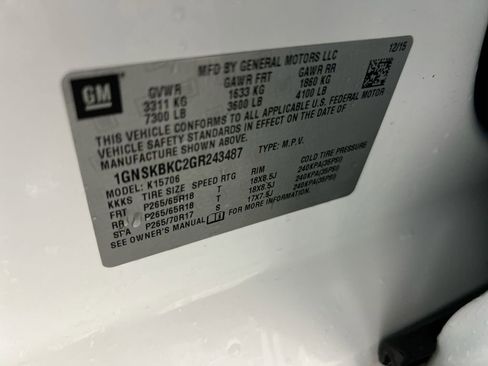 GM
MFD BY GENERAL MOTORS LLC 12/15
GVWR GAWR FRT GAWR RR
3311 KG 1633 KG 1860 KG
7300 LB 3600 LB 4100 LB
THIS VEHICLE CONFORMS TO ALL APPLICABLE U.S. FEDERAL MOTOR
VEHICLE SAFETY STANDARDS IN EFFECT ON THE DATE OF
MANUFACTURE SHOWN ABOVE.
1GNSKBKC2GR243487 TYPE: M.P.V.
MODEL: K15706
KKKS TIRE SIZE SPEED RTG RIM COLD TIRE PRESSURE
FRT P265/65R18 T 18X8.5J 240KPA(35PSI)
RR P265/65R18 T 18X8.5J 240KPA(35PSI)
SPA P265/70R17 S 17X7.5J 240KPA(35PSI)
SEE OWNER'S MANUAL FOR MORE INFORMATION.